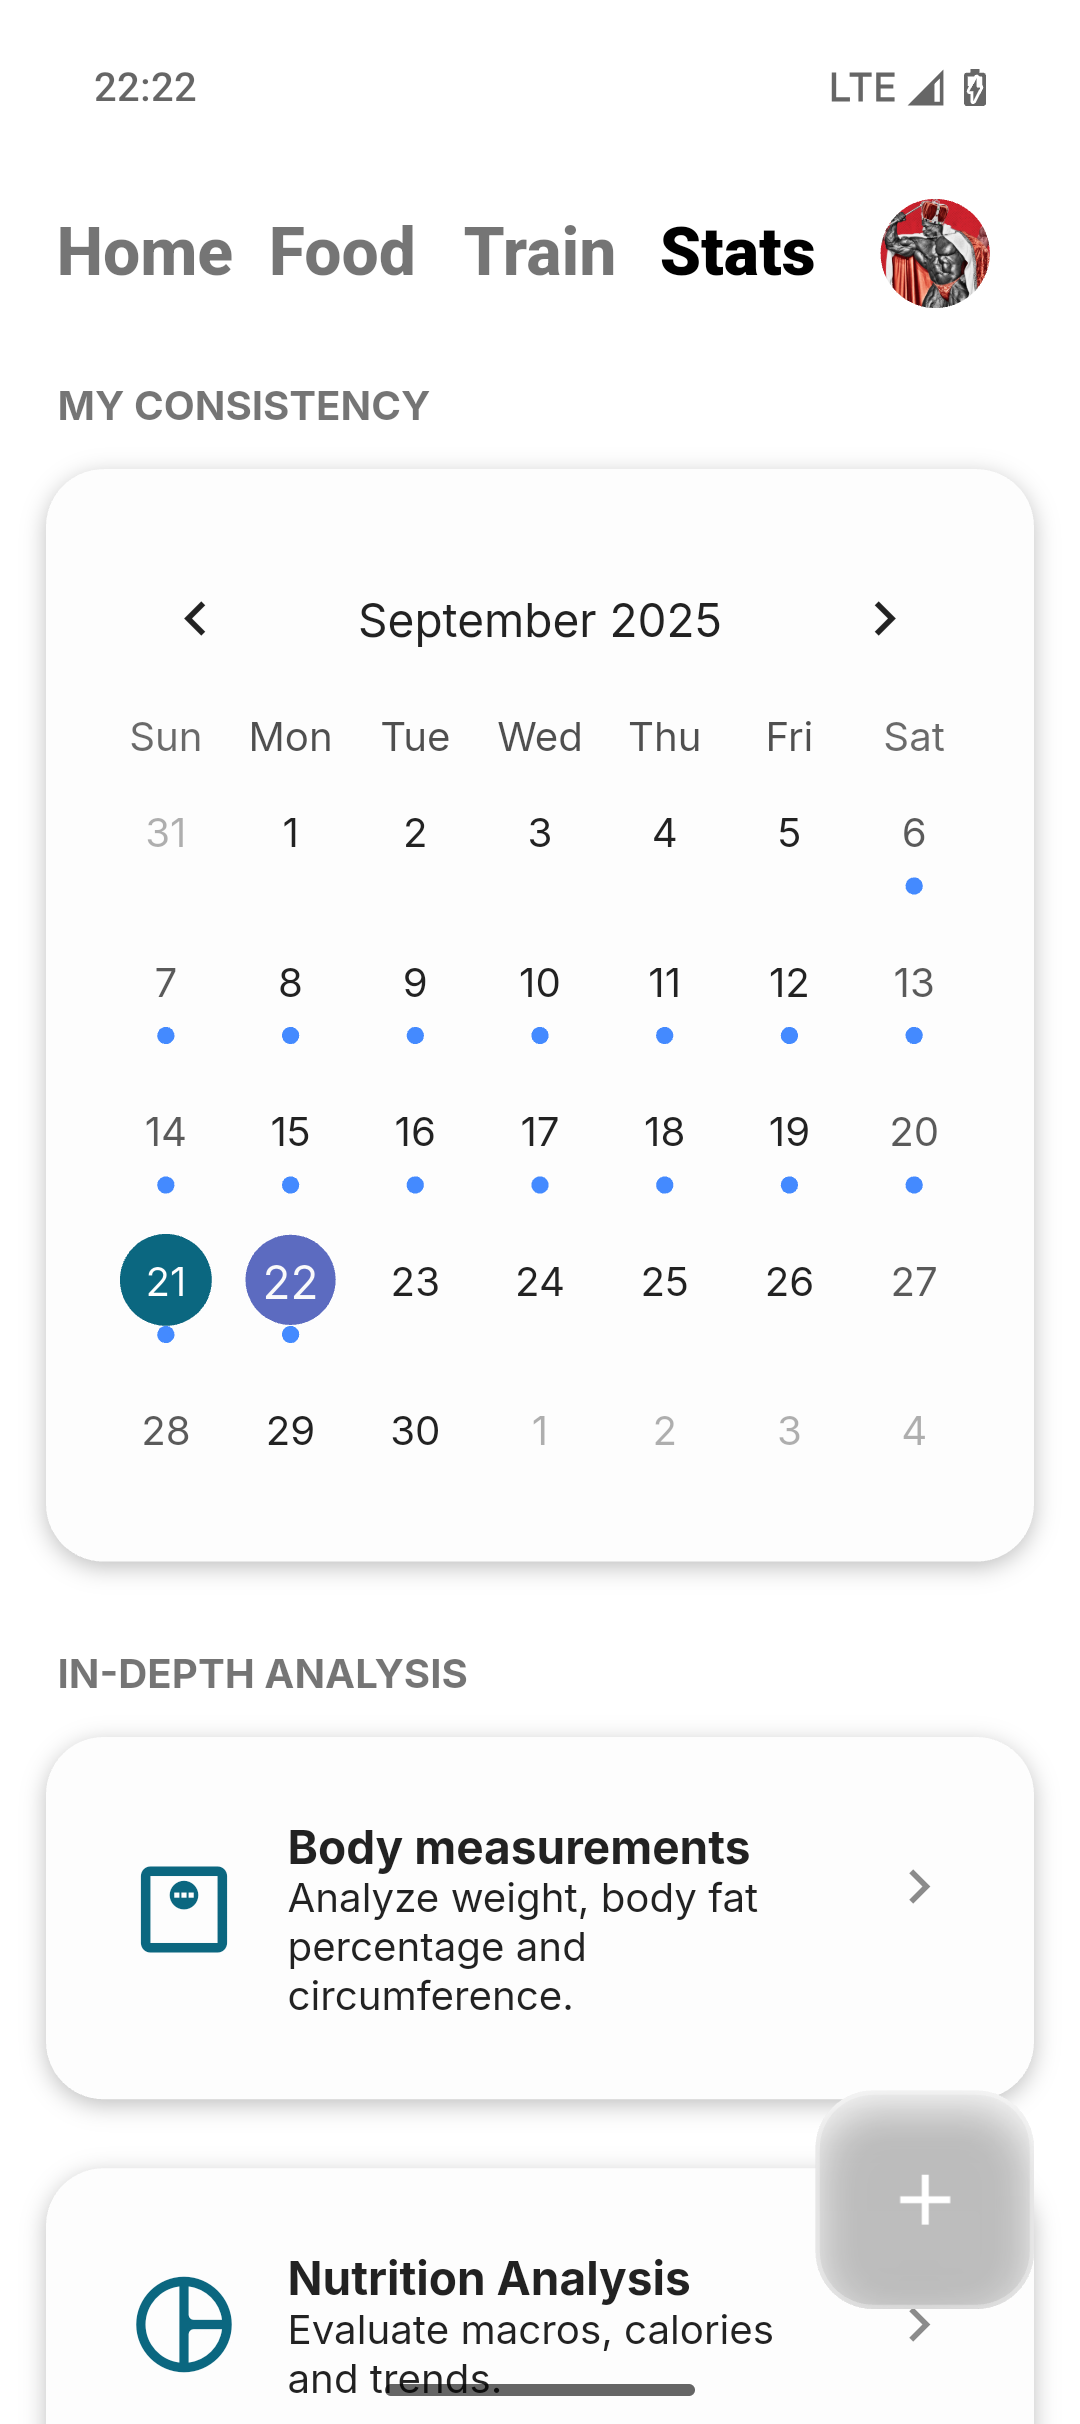 22:22 LTE
Home Food Train Stats
MY CONSISTENCY
September 2025
Sun Mon Tue Wed Thu Fri Sat
31 1 2 3 4 5 6
7 8 9 10 11 12 13
14 15 16 17 18 19 20
21 22 23 24 25 26 27
28 29 30 1 2 3 4
IN-DEPTH ANALYSIS
Body measurements
Analyze weight, body fat
percentage and
circumference.
Nutrition Analysis
Evaluate macros, calories
and trends.